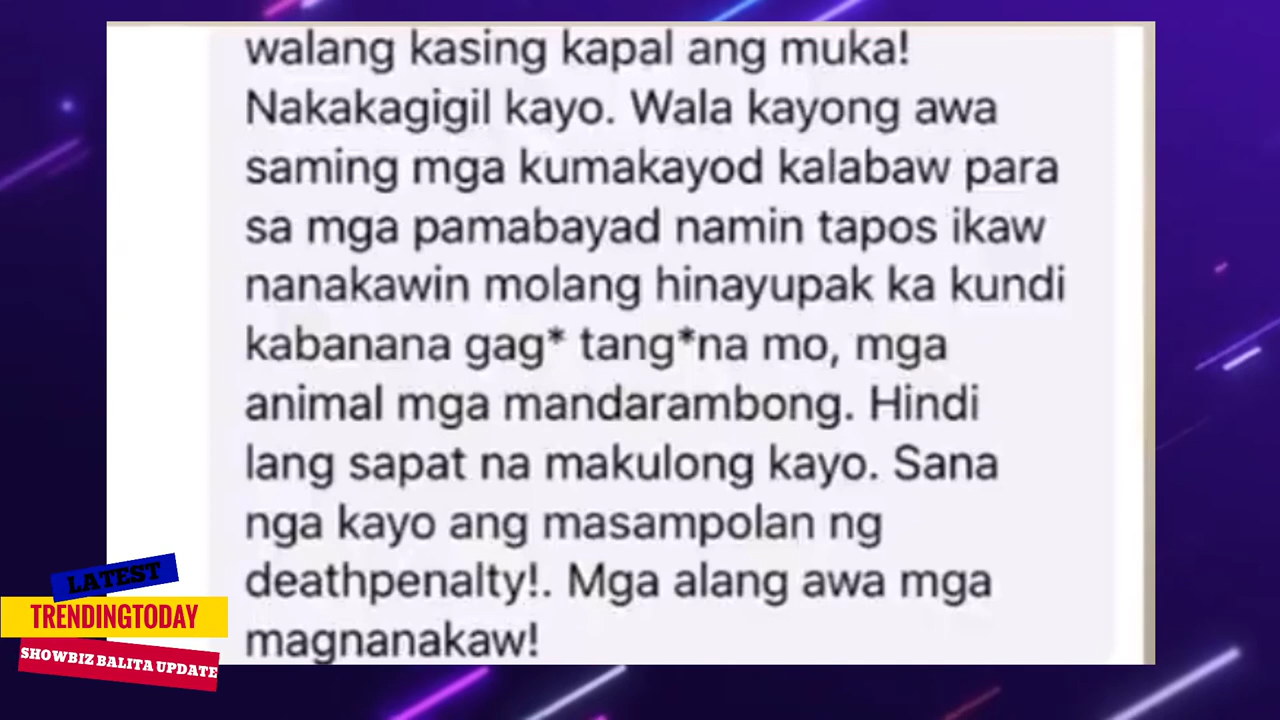 walang kasing kapal ang muka!
Nakakagigil kayo. Wala kayong awa
saming mga kumakayod kalabaw para
sa mga pamabayad namin tapos ikaw
nanakawin molang hinayupak ka kundi
kabanana gag* tang*na mo, mga
animal mga mandarambong. Hindi
lang sapat na makulong kayo. Sana
nga kayo ang masampolan ng
deathpenalty!. Mga alang awa mga
magnanakaw!
LATEST
TRENDINGTODAY
SHOWBIZ BALITA UPDATE